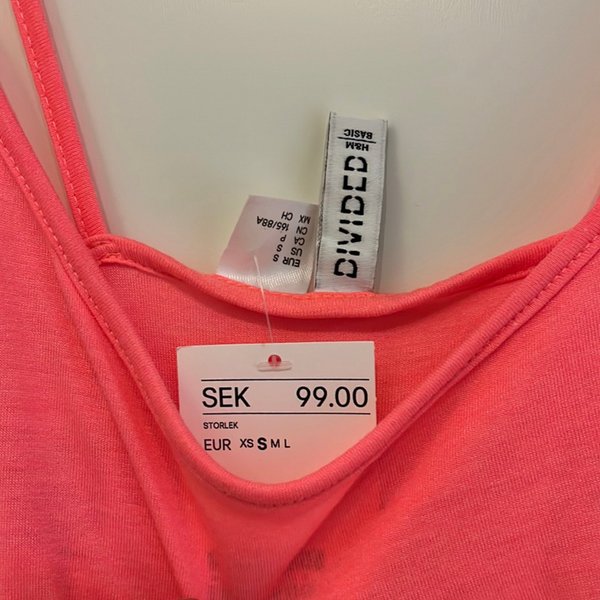 DIVIDED
H&M
BASIC
EUR S
US S
CA P
CN 165/88A
MX CH
SEK 99.00
STORLEK
EUR XS S M L